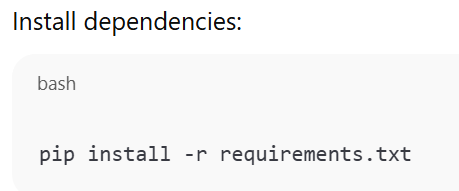 Install dependencies:
bash
pip install -r requirements.txt